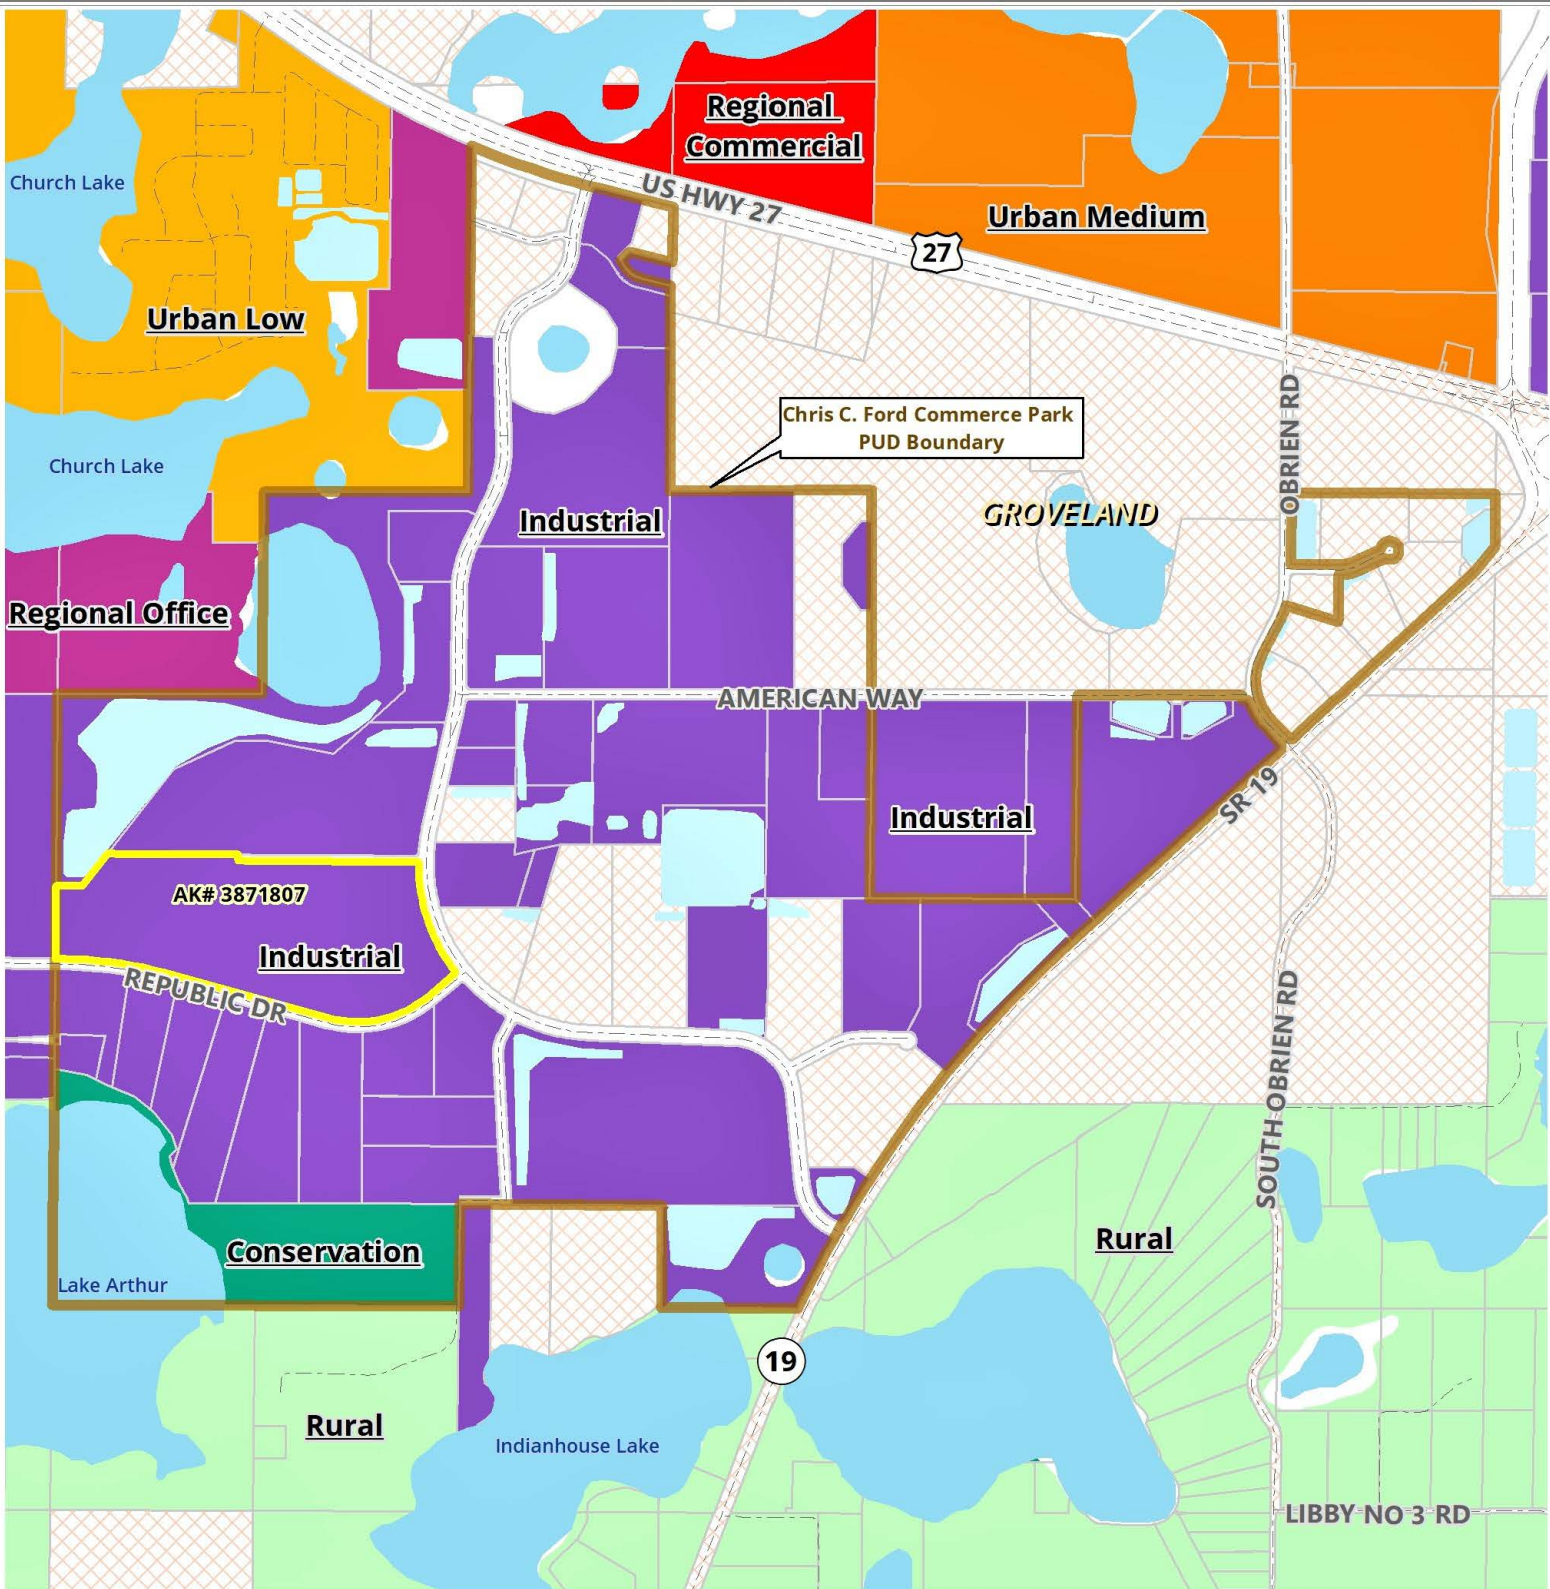 Regional
Commercial
Church Lake
US HWY 27
Urban Medium
27
Urban Low
Chris C. Ford Commerce Park
PUD Boundary
OBRIEN RD
Church Lake
GROVELAND
Industrial
Regional Office
AMERICAN WAY
SR 19
Industrial
AK# 3871807
Industrial
REPUBLIC DR
SOUTH OBRIEN RD
Rural
Conservation
Lake Arthur
19
Rural
Indianhouse Lake
LIBBY NO 3 RD